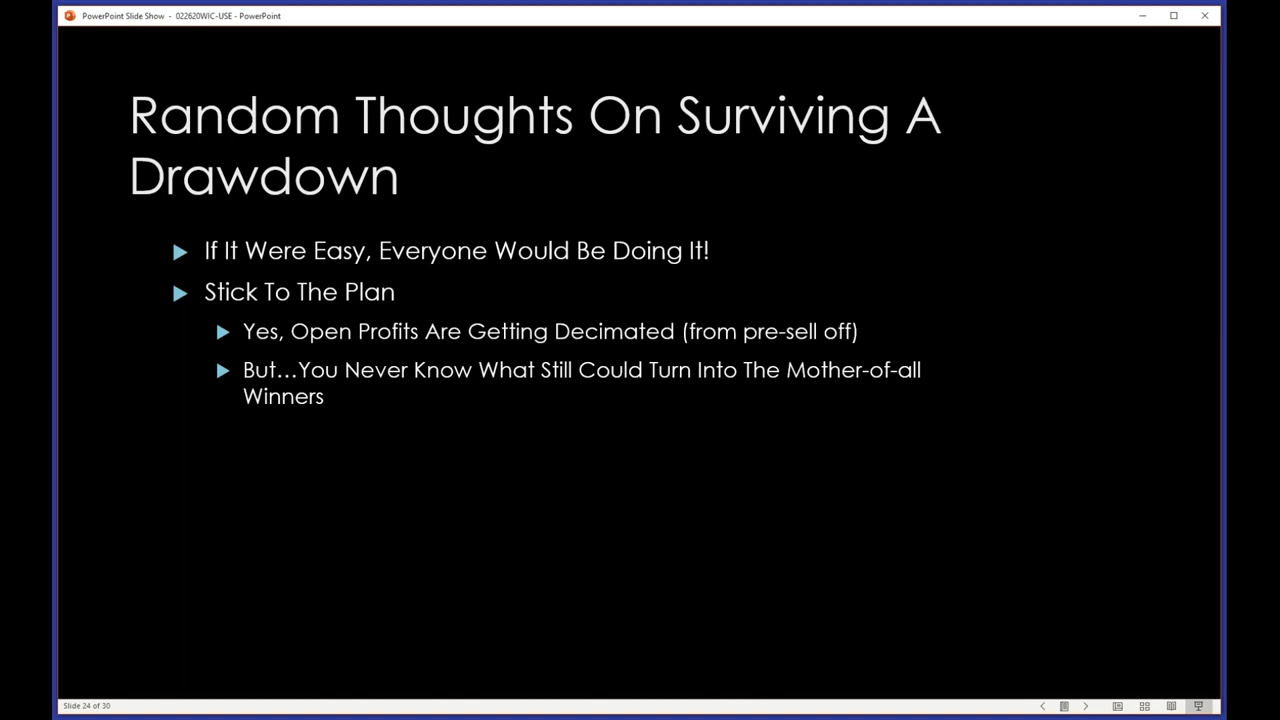 PowerPoint Slide Show - 022620WIC-USE - PowerPoint
Random Thoughts On Surviving A
Drawdown
If It Were Easy, Everyone Would Be Doing It!
Stick To The Plan
Yes, Open Profits Are Getting Decimated (from pre-sell off)
But...You Never Know What Still Could Turn Into The Mother-of-all
Winners
Slide 24 of 30